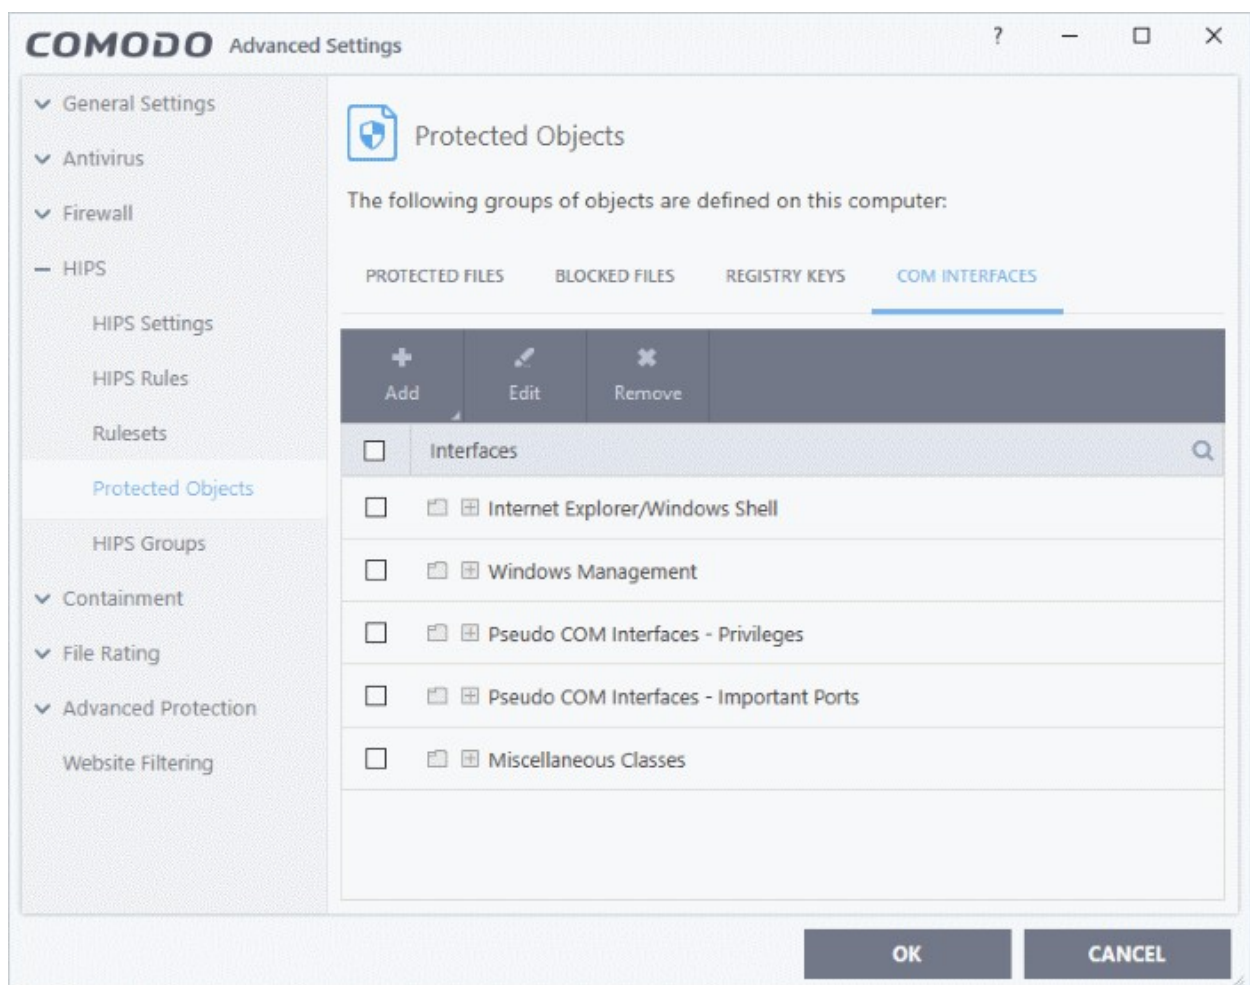 COMODO Advanced Settings ?
General Settings
Antivirus
Firewall
HIPS
HIPS Settings
HIPS Rules
Rulesets
Protected Objects
HIPS Groups
Containment
File Rating
Advanced Protection
Website Filtering
Protected Objects
The following groups of objects are defined on this computer:
PROTECTED FILES BLOCKED FILES REGISTRY KEYS COM INTERFACES
Add Edit Remove
Interfaces
Internet Explorer/Windows Shell
Windows Management
Pseudo COM Interfaces - Privileges
Pseudo COM Interfaces - Important Ports
Miscellaneous Classes
OK CANCEL